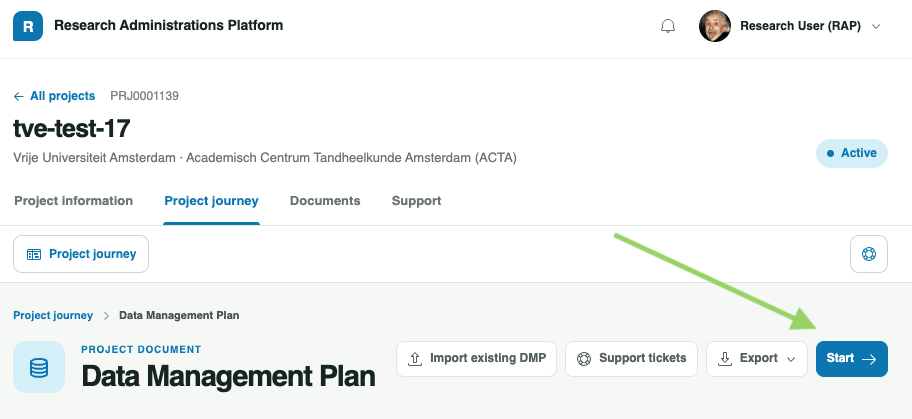 R Research Administrations Platform Research User (RAP)
← All projects PRJ0001139
tve-test-17
Vrije Universiteit Amsterdam · Academisch Centrum Tandheelkunde Amsterdam (ACTA)
Active
Project information Project journey Documents Support
Project journey
Project journey > Data Management Plan
PROJECT DOCUMENT
Data Management Plan
Import existing DMP Support tickets Export Start →